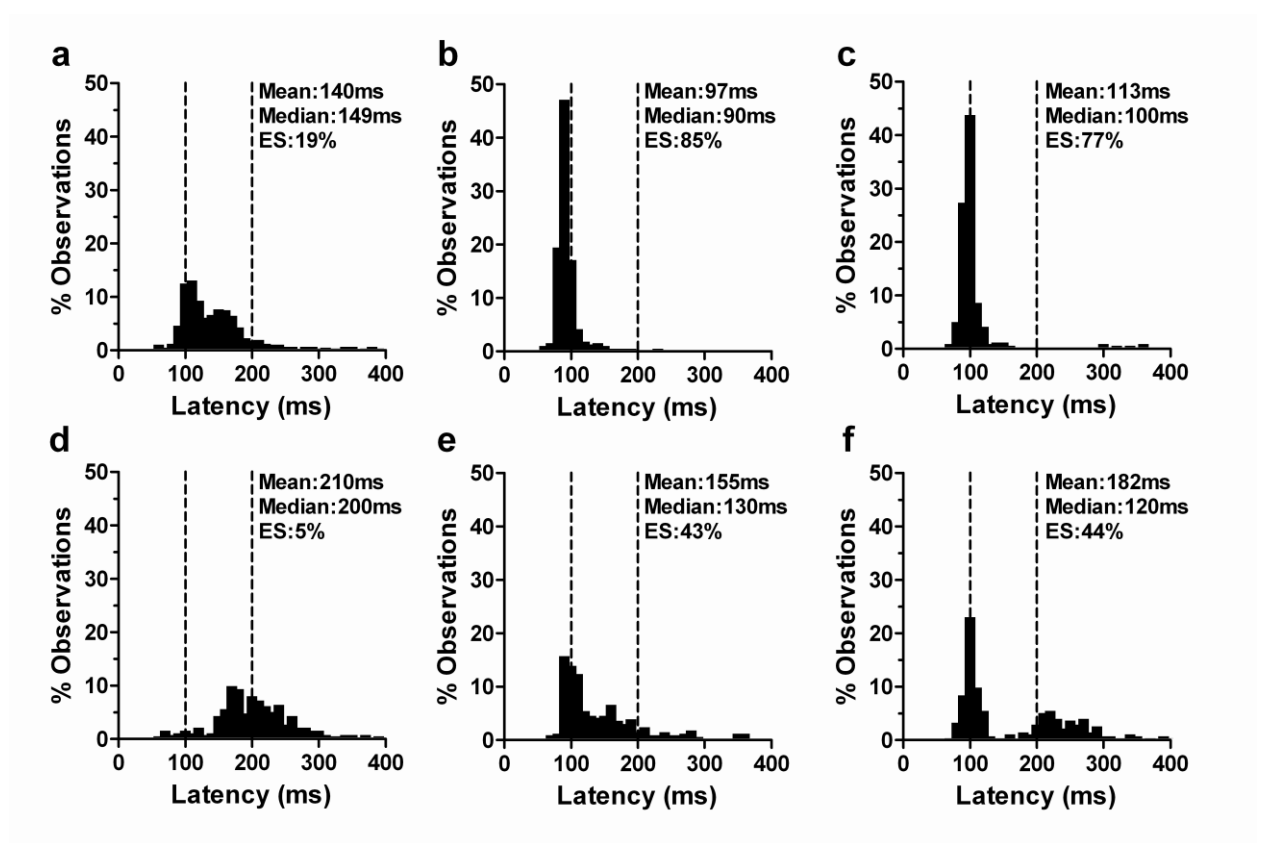 a
b
c
Mean:140ms
Median:149ms
ES:19%
Mean:97ms
Median:90ms
ES:85%
Mean:113ms
Median:100ms
ES:77%
% Observations
50
40
30
20
10
0
0 100 200 300 400
Latency (ms)
% Observations
50
40
30
20
10
0
0 100 200 300 400
Latency (ms)
% Observations
50
40
30
20
10
0
0 100 200 300 400
Latency (ms)
d
e
f
Mean:210ms
Median:200ms
ES:5%
Mean:155ms
Median:130ms
ES:43%
Mean:182ms
Median:120ms
ES:44%
% Observations
50
40
30
20
10
0
0 100 200 300 400
Latency (ms)
% Observations
50
40
30
20
10
0
0 100 200 300 400
Latency (ms)
% Observations
50
40
30
20
10
0
0 100 200 300 400
Latency (ms)